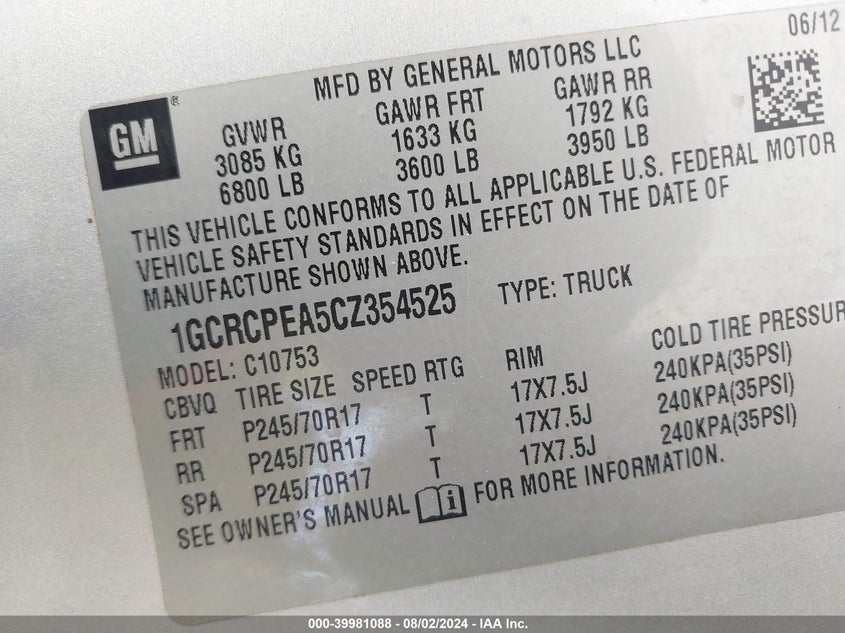 06/12
MFD BY GENERAL MOTORS LLC
GM®
GVWR GAWR FRT GAWR RR
3085 KG 1633 KG 1792 KG
6800 LB 3600 LB 3950 LB
THIS VEHICLE CONFORMS TO ALL APPLICABLE U.S. FEDERAL MOTOR
VEHICLE SAFETY STANDARDS IN EFFECT ON THE DATE OF
MANUFACTURE SHOWN ABOVE.
1GCRCPEA5CZ354525 TYPE: TRUCK
MODEL: C10753
CBVQ TIRE SIZE SPEED RTG RIM COLD TIRE PRESSUR
FRT P245/70R17 T 17X7.5J 240KPA(35PSI)
RR P245/70R17 T 17X7.5J 240KPA(35PSI)
SPA P245/70R17 T 17X7.5J 240KPA(35PSI)
SEE OWNER'S MANUAL i FOR MORE INFORMATION.
000-39981088 - 08/02/2024 - IAA Inc.